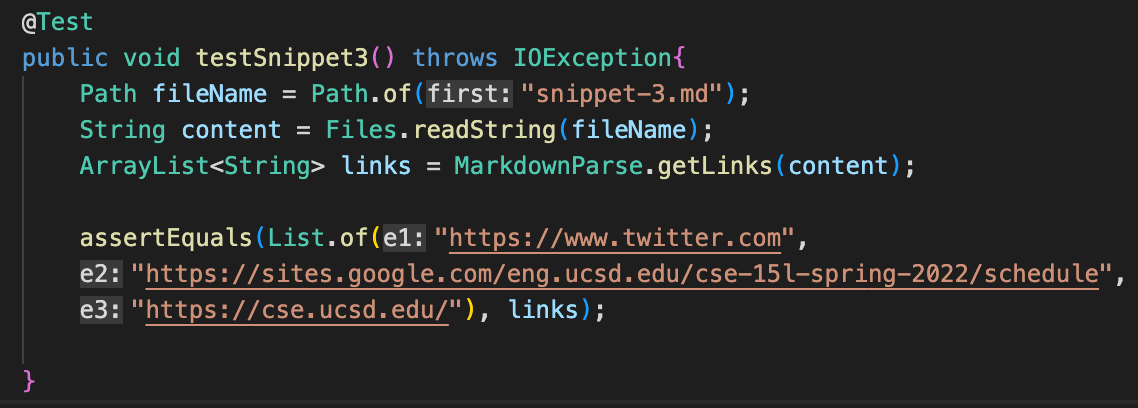 @Test
public void testSnippet3() throws IOException{
Path fileName = Path.of(first: "snippet-3.md");
String content = Files.readString(fileName);
ArrayList<String> links = MarkdownParse.getLinks(content);
assertEquals(List.of(e1: "https://www.twitter.com",
e2: "https://sites.google.com/eng.ucsd.edu/cse-15l-spring-2022/schedule",
e3: "https://cse.ucsd.edu/"), links);
}